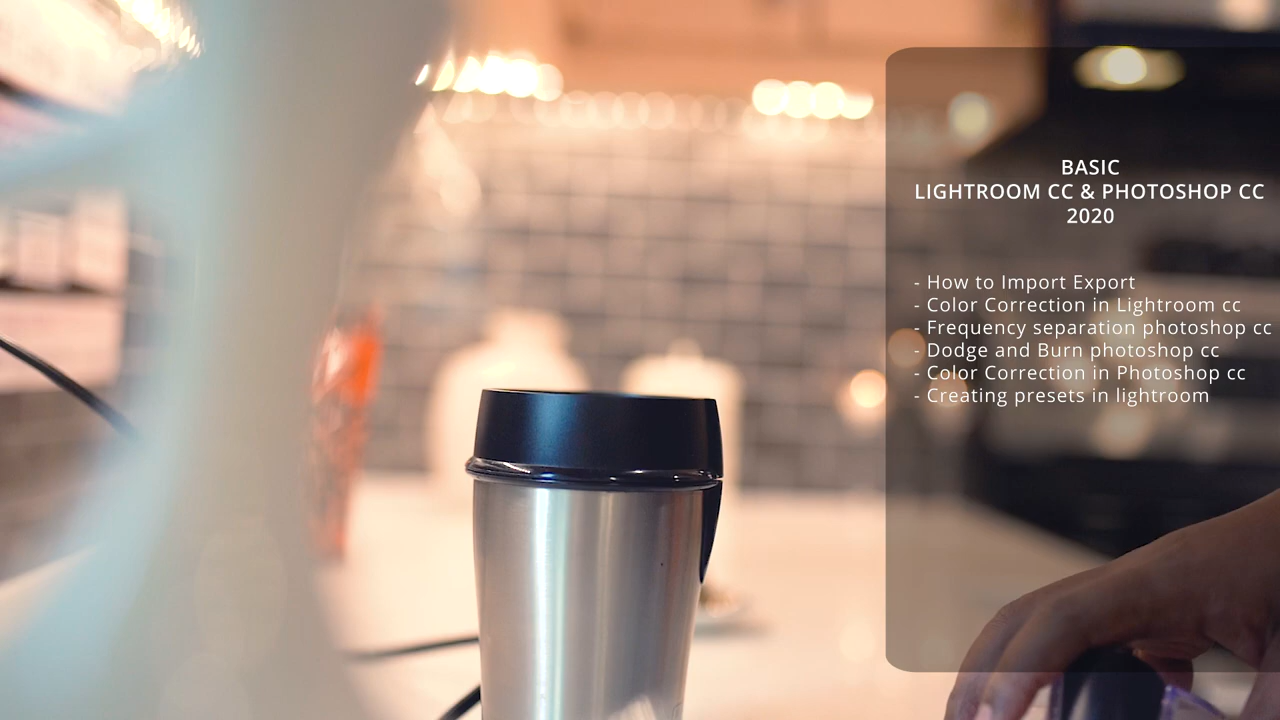 BASIC
LIGHTROOM CC & PHOTOSHOP CC
2020
- How to Import Export
- Color Correction in Lightroom cc
- Frequency separation photoshop cc
- Dodge and Burn photoshop cc
- Color Correction in Photoshop cc
- Creating presets in lightroom